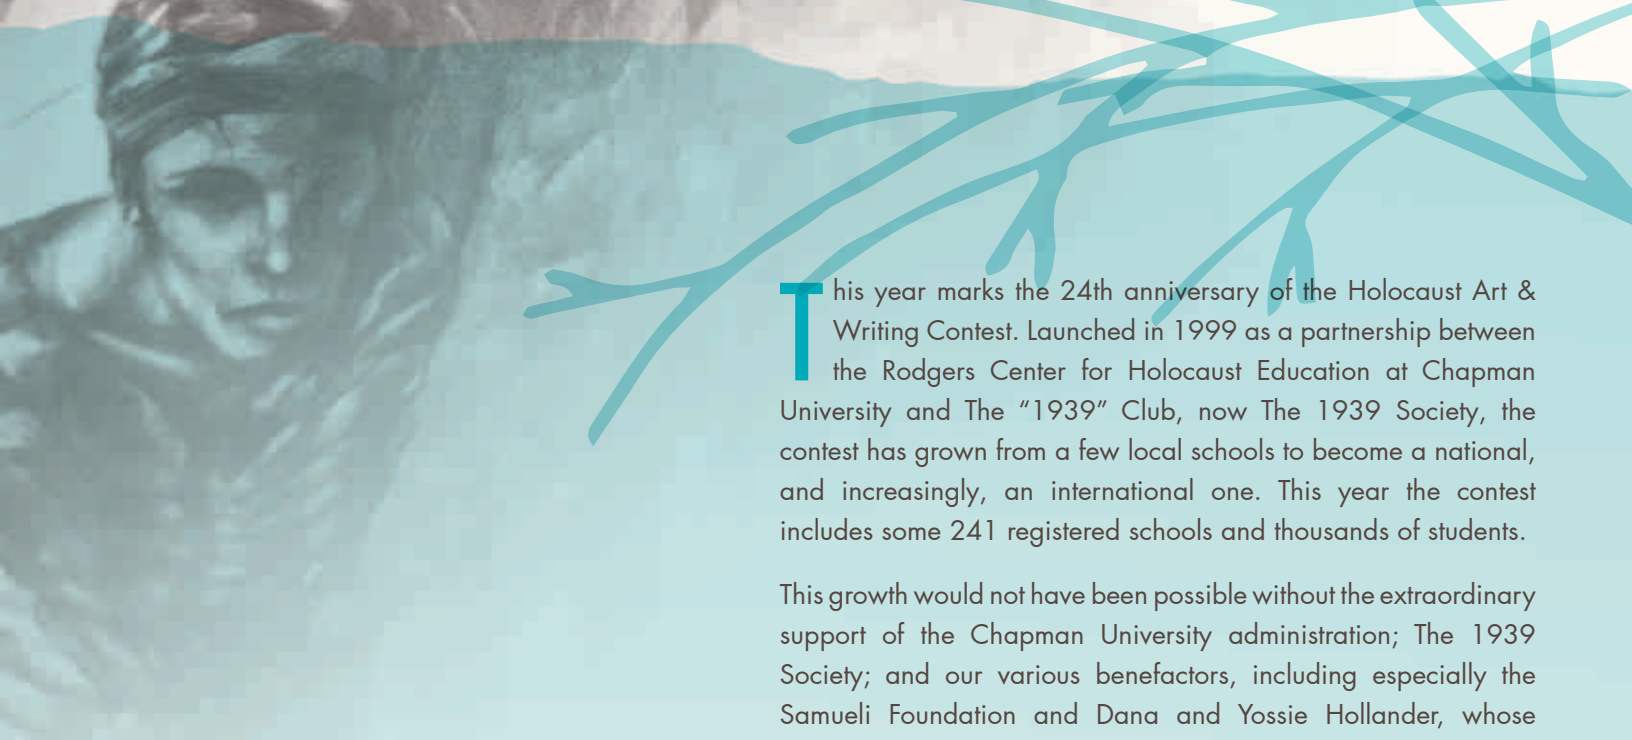 This year marks the 24th anniversary of the Holocaust Art &
Writing Contest. Launched in 1999 as a partnership between
the Rodgers Center for Holocaust Education at Chapman
University and The “1939” Club, now The 1939 Society, the
contest has grown from a few local schools to become a national,
and increasingly, an international one. This year the contest
includes some 241 registered schools and thousands of students.
This growth would not have been possible without the extraordinary
support of the Chapman University administration; The 1939
Society; and our various benefactors, including especially the
Samueli Foundation and Dana and Yossie Hollander, whose